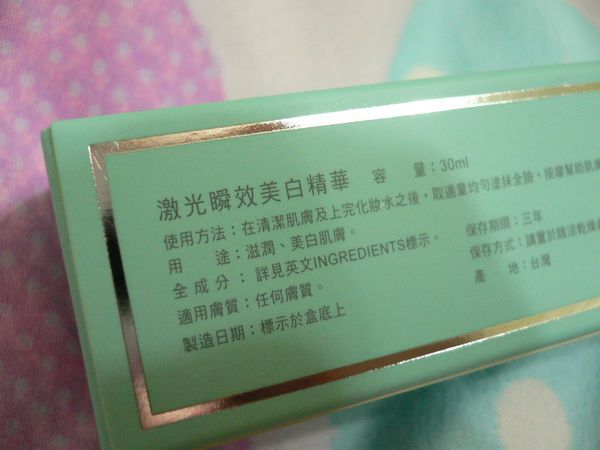 激光瞬效美白精華 容量：30ml
使用方法：在清潔肌膚及上完化妝水之後，取適量均勻塗抹全臉，按摩幫助肌
用途：滋潤、美白肌膚。
全成分：詳見英文INGREDIENTS標示。
適用膚質：任何膚質。
製造日期：標示於盒底上
保存期限：三年
保存方式：請置於陰涼乾燥
產地：台灣